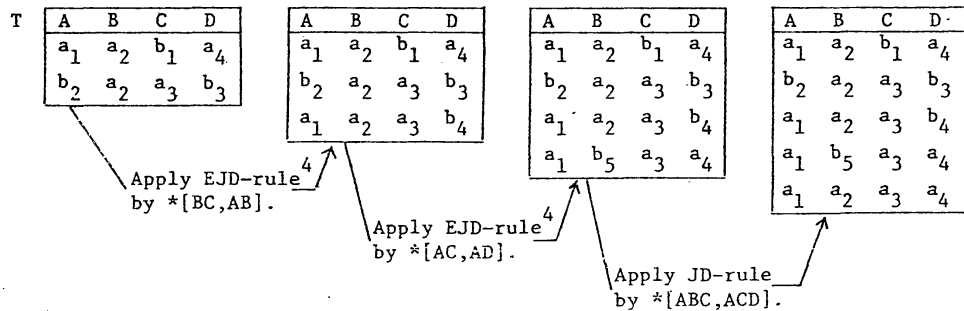 T A B C D A B C D A B C D A B C D
a1 a2 b1 a4 a1 a2 b1 a4 a1 a2 b1 a4 a1 a2 b1 a4
b2 a2 a3 b3 b2 a2 a3 b3 b2 a2 a3 b3 b2 a2 a3 b3
a1 a2 a3 b4 a1 a2 a3 b4 a1 a2 a3 b4
a1 b5 a3 a4 a1 b5 a3 a4
a1 a2 a3 a4
Apply EJD-rule4
by *[BC,AB].
Apply EJD-rule4
by *[AC,AD].
Apply JD-rule
by *[ABC,ACD].